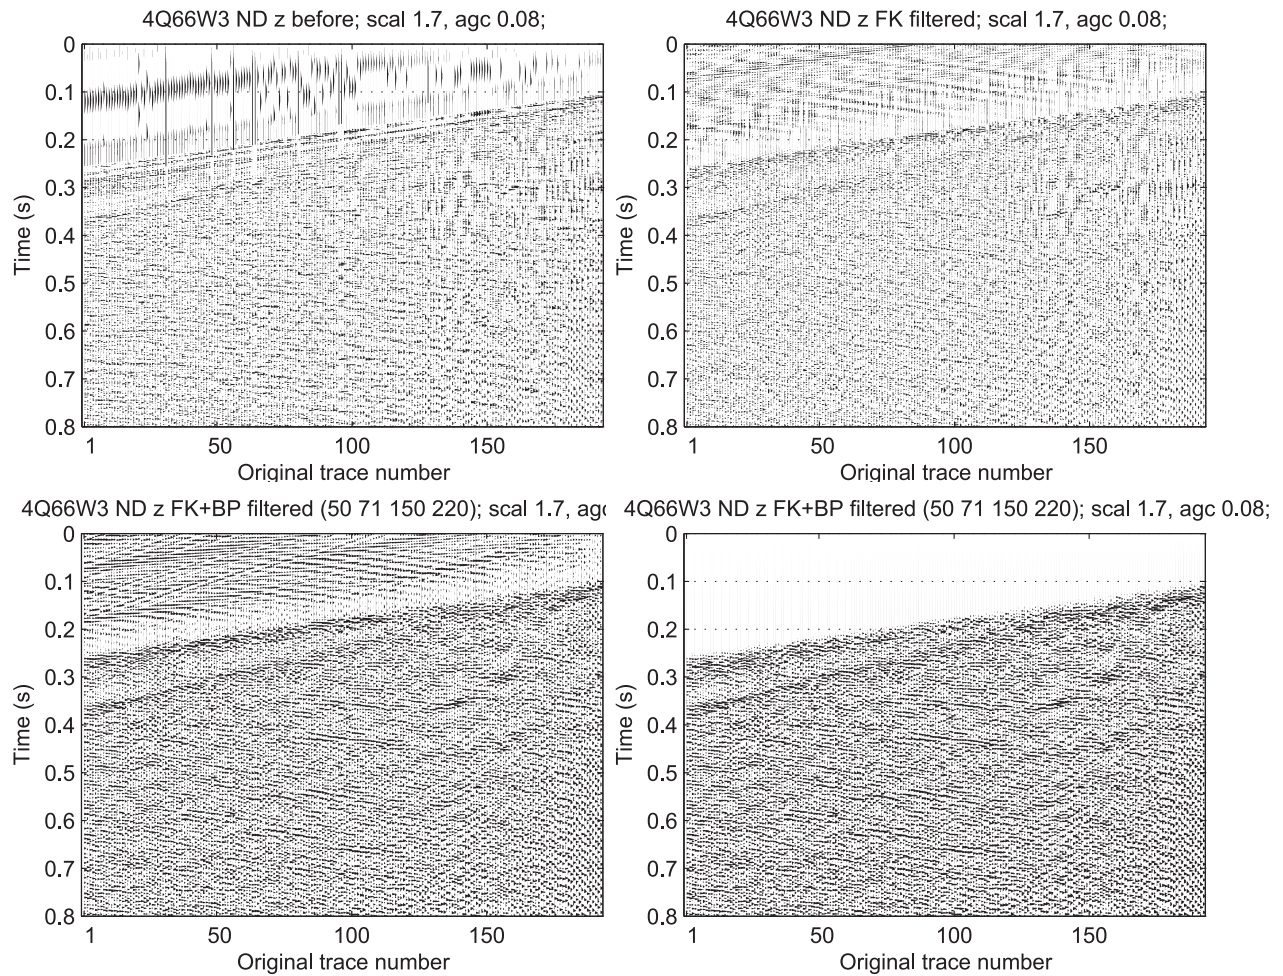 4Q66W3 ND z before; scal 1.7, agc 0.08;
0
0.1
0.2
0.3
0.4
0.5
0.6
0.7
0.8
Time (s)
1 50 100 150
Original trace number
4Q66W3 ND z FK filtered; scal 1.7, agc 0.08;
0
0.1
0.2
0.3
0.4
0.5
0.6
0.7
0.8
Time (s)
1 50 100 150
Original trace number
4Q66W3 ND z FK+BP filtered (50 71 150 220); scal 1.7, agc
0
0.1
0.2
0.3
0.4
0.5
0.6
0.7
0.8
Time (s)
1 50 100 150
Original trace number
4Q66W3 ND z FK+BP filtered (50 71 150 220); scal 1.7, agc 0.08;
0
0.1
0.2
0.3
0.4
0.5
0.6
0.7
0.8
Time (s)
1 50 100 150
Original trace number